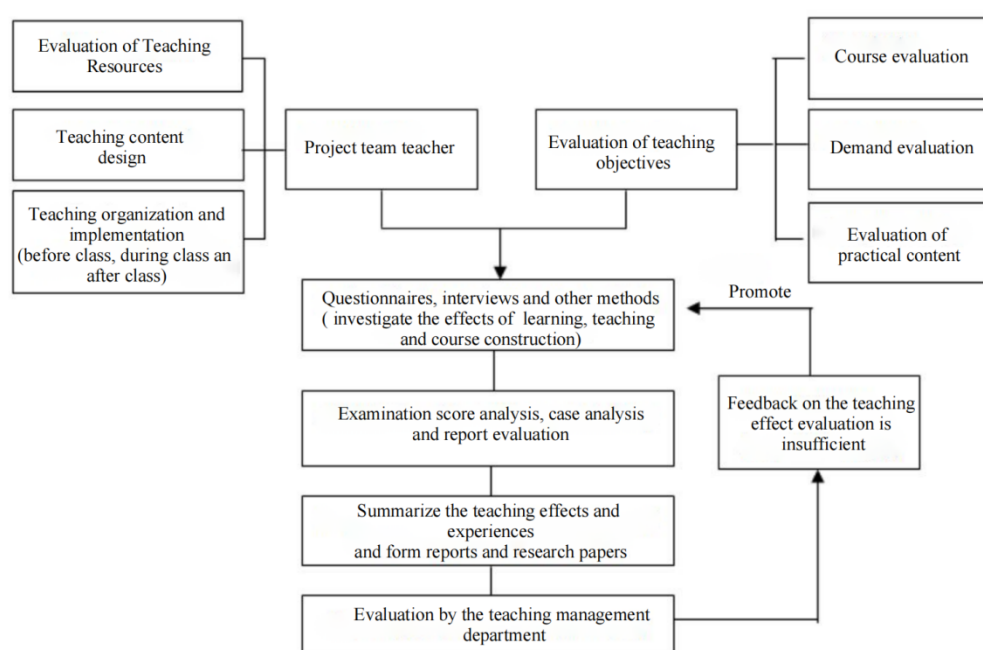 Evaluation of Teaching
Resources
Teaching content
design
Teaching organization and
implementation
(before class, during class an
after class)
Project team teacher
Evaluation of teaching
objectives
Course evaluation
Demand evaluation
Evaluation of
practical content
Questionnaires, interviews and other methods
( investigate the effects of learning, teaching
and course construction)
Promote
Examination score analysis, case analysis
and report evaluation
Feedback on the teaching
effect evaluation is
insufficient
Summarize the teaching effects and
experiences
and form reports and research papers
Evaluation by the teaching management
department